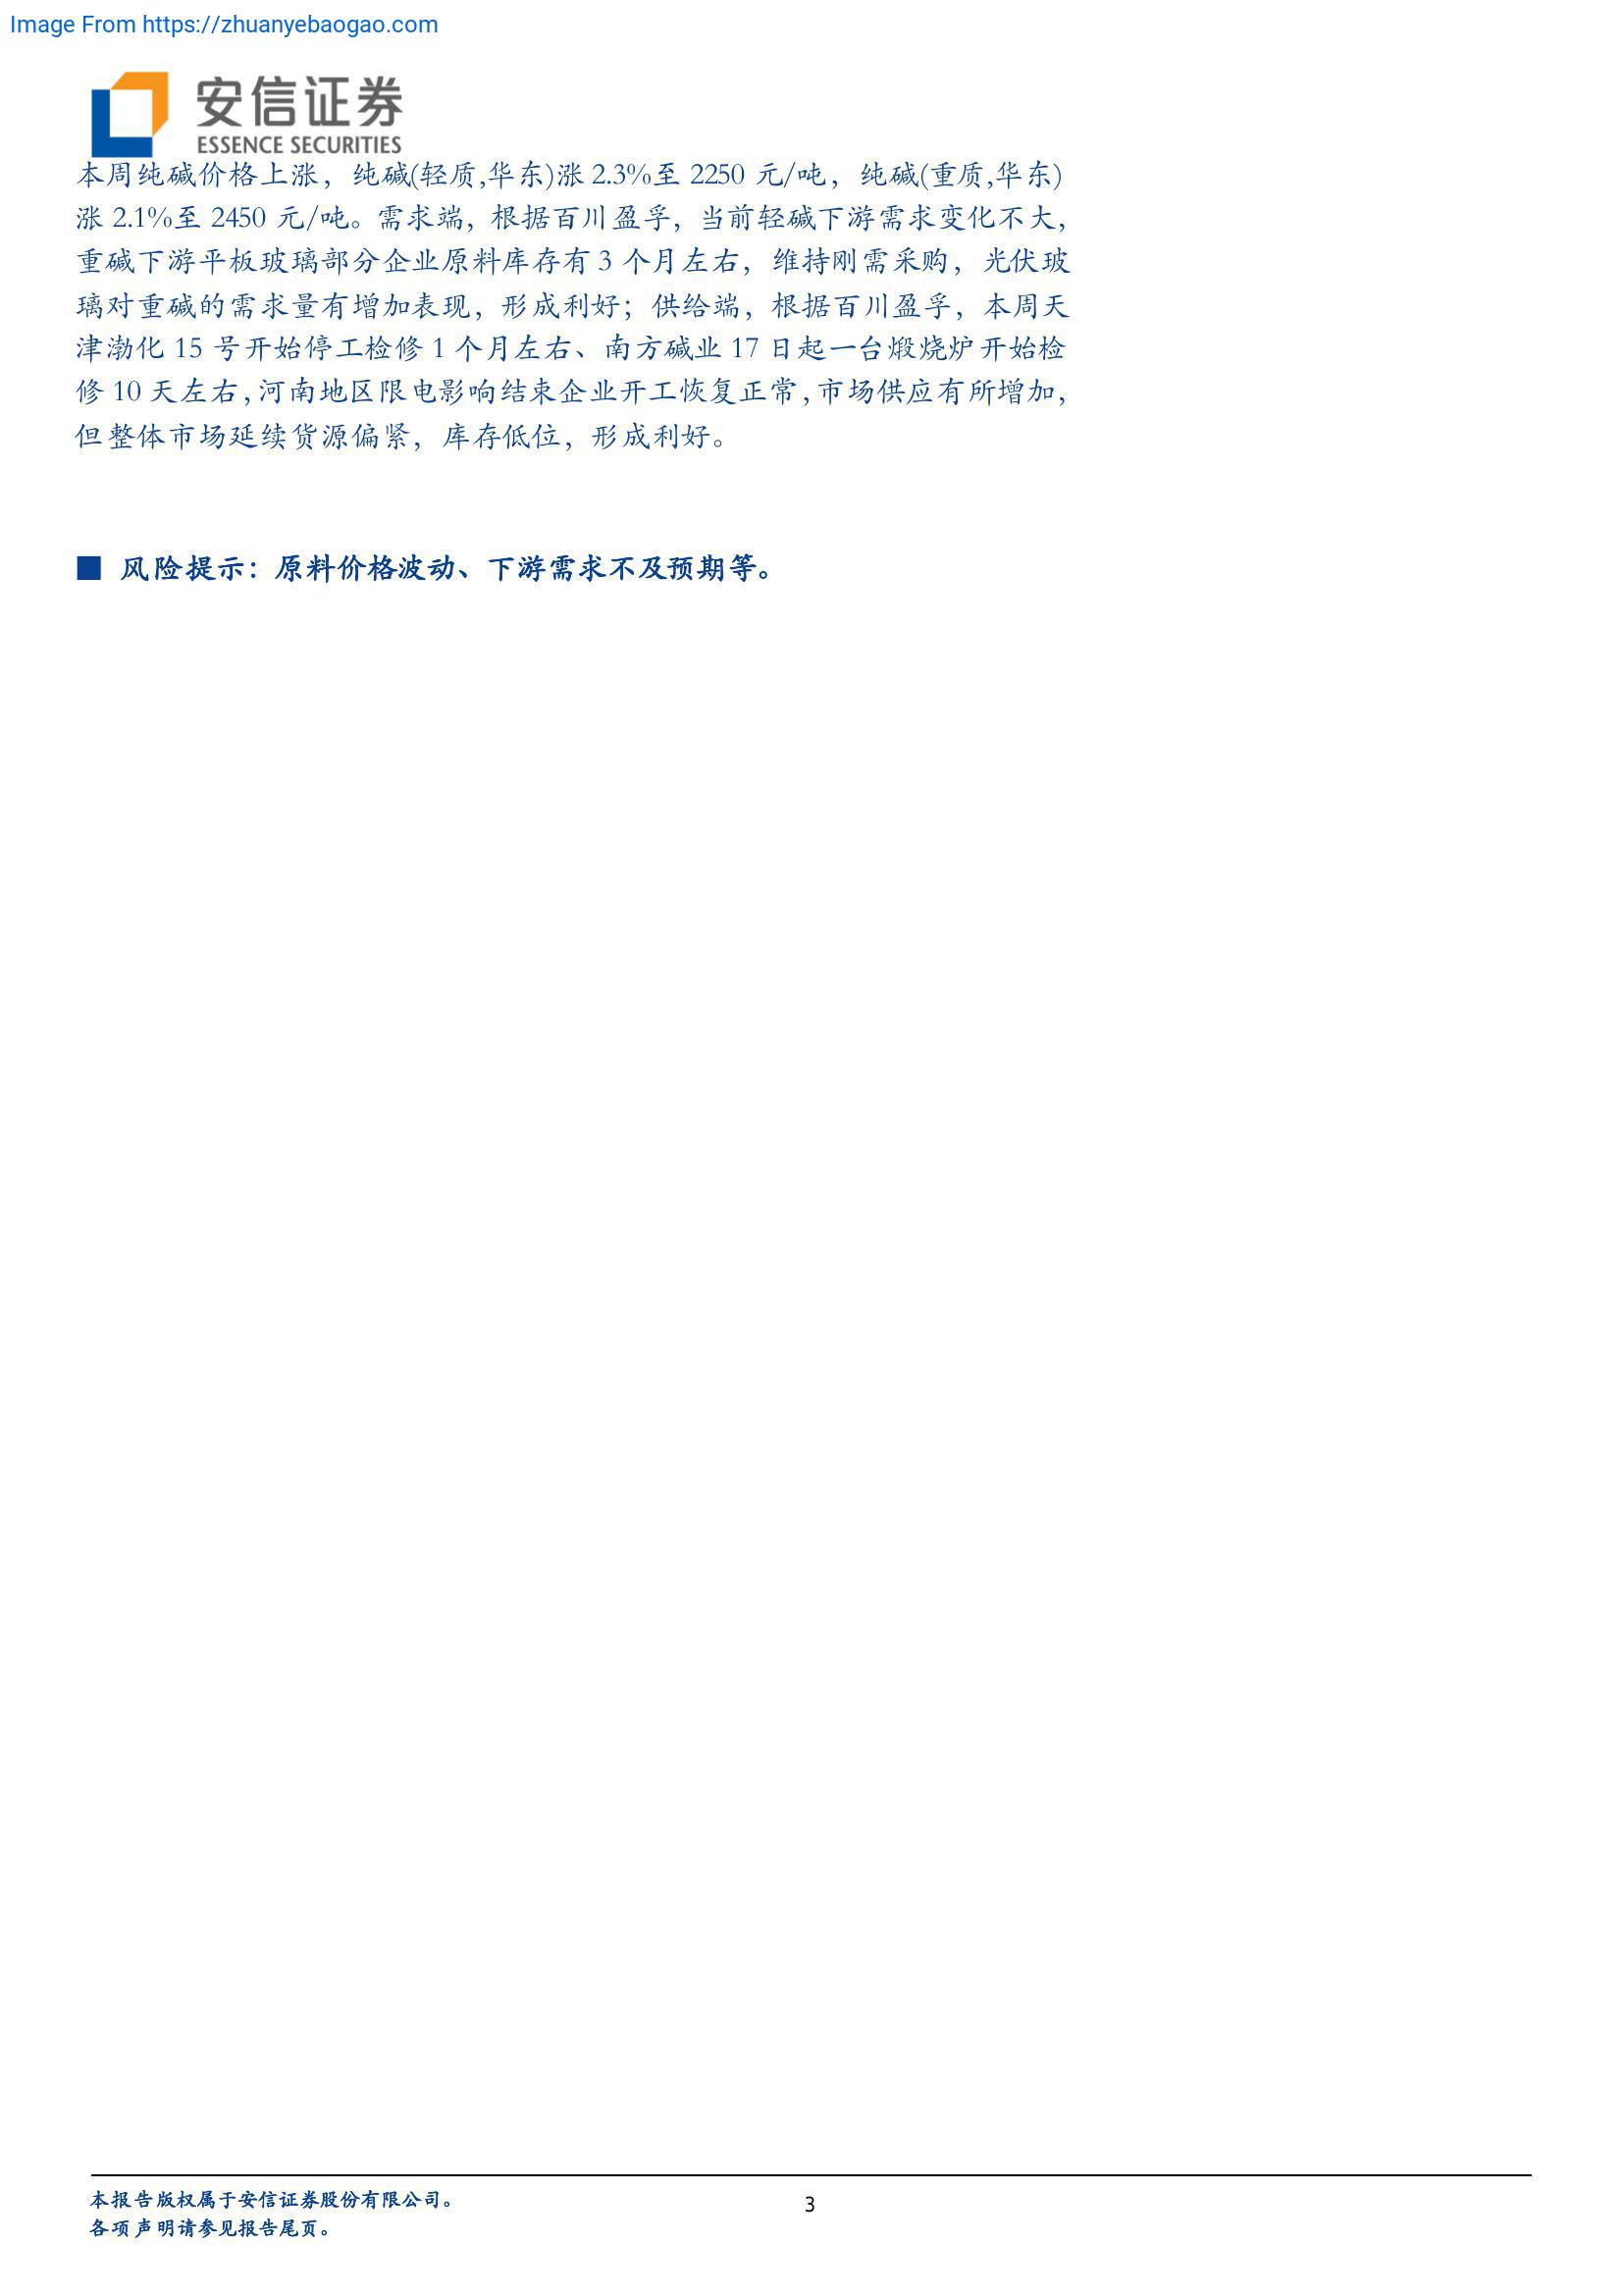 Image From https://zhuanyebaogao.com
安信证券
ESSENCE SECURITIES
本周纯碱价格上涨，纯碱(轻质,华东)涨 2.3%至 2250 元/吨，纯碱(重质,华东)
涨 2.1%至 2450 元/吨。需求端，根据百川盈孚，当前轻碱下游需求变化不大，
重碱下游平板玻璃部分企业原料库存有 3 个月左右，维持刚需采购，光伏玻
璃对重碱的需求量有增加表现，形成利好；供给端，根据百川盈孚，本周天
津渤化 15 号开始停工检修 1 个月左右、南方碱业 17 日起一台煅烧炉开始检
修 10 天左右，河南地区限电影响结束企业开工恢复正常，市场供应有所增加，
但整体市场延续货源偏紧，库存低位，形成利好。
■ 风险提示：原料价格波动、下游需求不及预期等。
本报告版权属于安信证券股份有限公司。
3
各项声明请参见报告尾页。